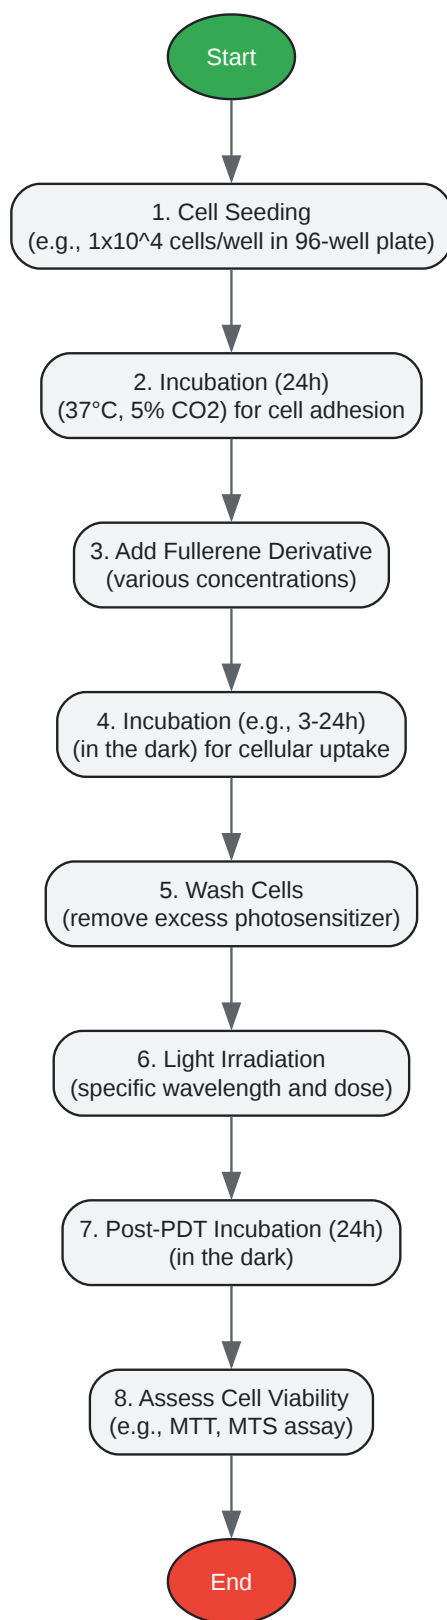 Start
1. Cell Seeding
(e.g., 1x10^4 cells/well in 96-well plate)
2. Incubation (24h)
(37°C, 5% CO2) for cell adhesion
3. Add Fullerene Derivative
(various concentrations)
4. Incubation (e.g., 3-24h)
(in the dark) for cellular uptake
5. Wash Cells
(remove excess photosensitizer)
6. Light Irradiation
(specific wavelength and dose)
7. Post-PDT Incubation (24h)
(in the dark)
8. Assess Cell Viability
(e.g., MTT, MTS assay)
End